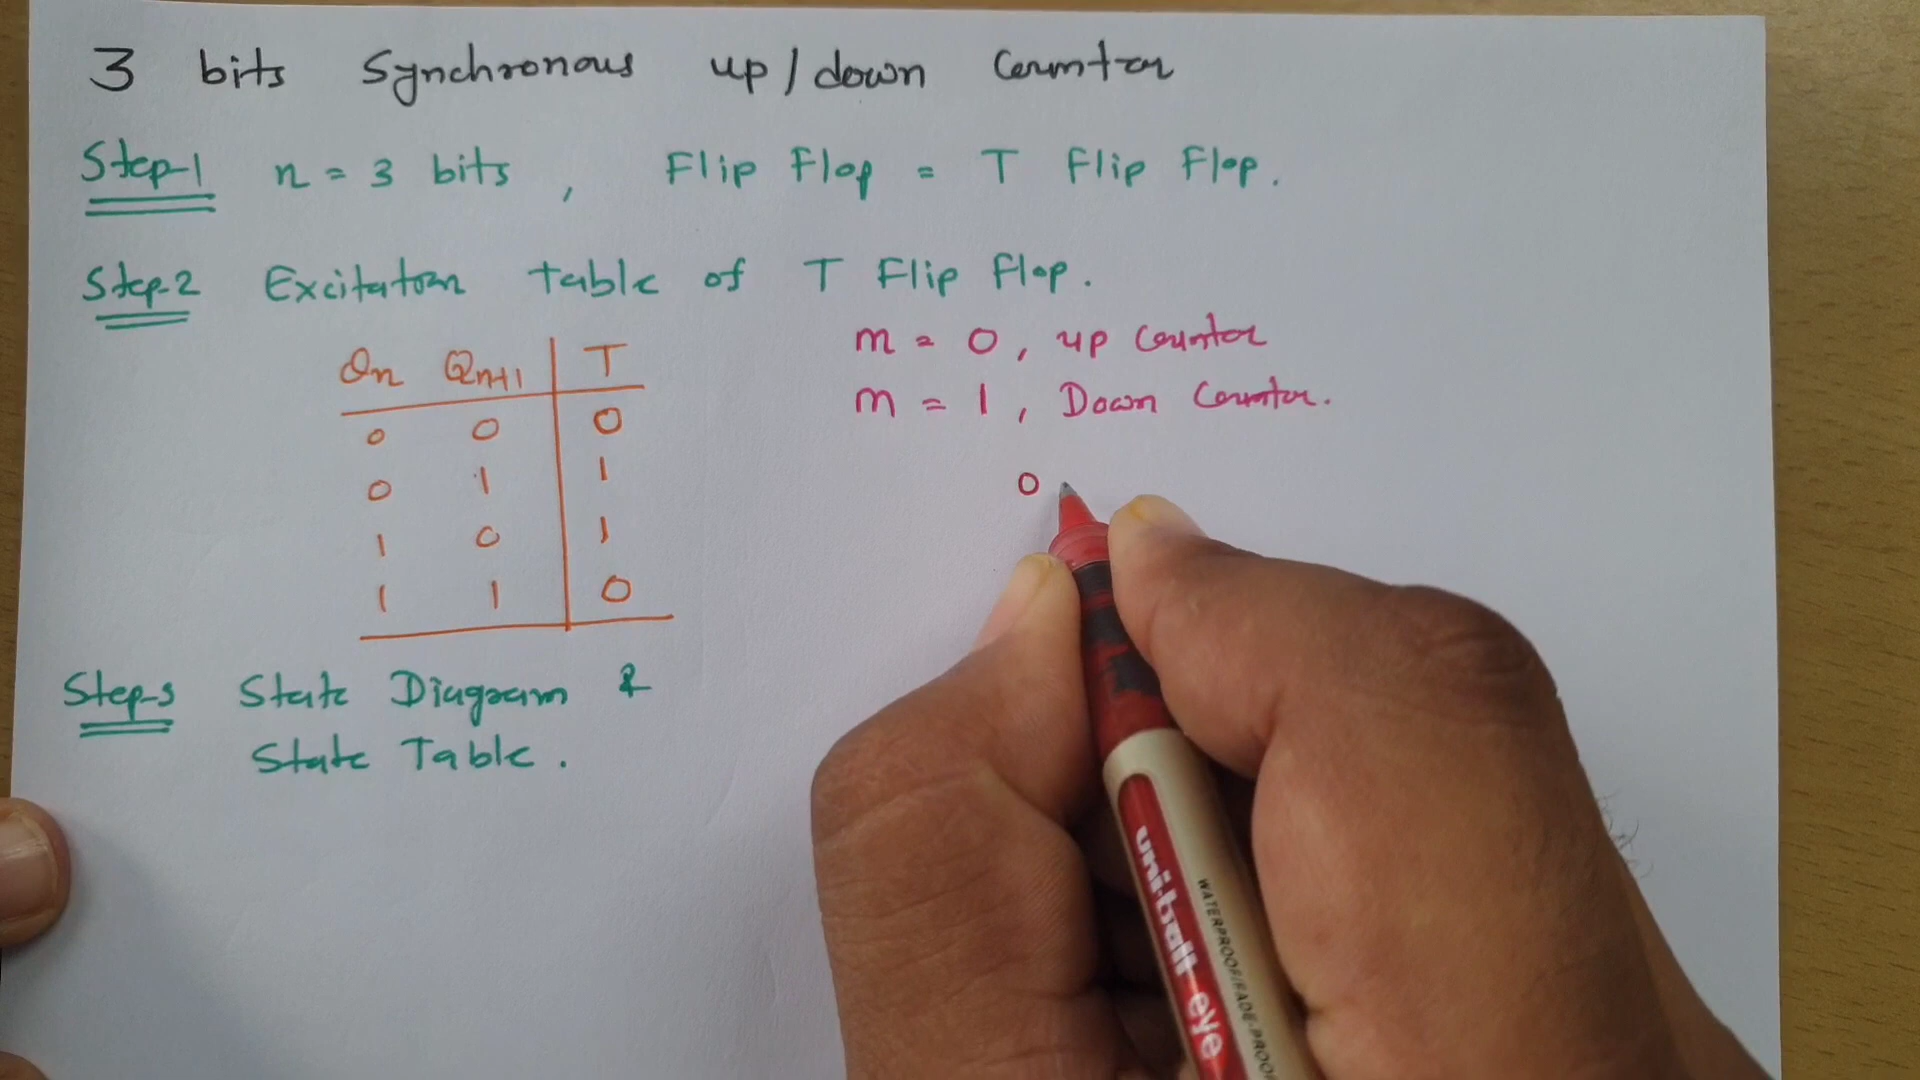 3 bits Synchronous up/down Counter
Step-1 n = 3 bits , Flip Flop = T Flip Flop.
Step-2 Excitation table of T Flip Flop.
Qn Qn+1 T
0 0 0
0 1 1
1 0 1
1 1 0
m = 0, up Counter
m = 1, Down Counter.
0
Step-3 State Diagram &
State Table.
uni-ball eye
WATERPROOF/FADE-PROOF